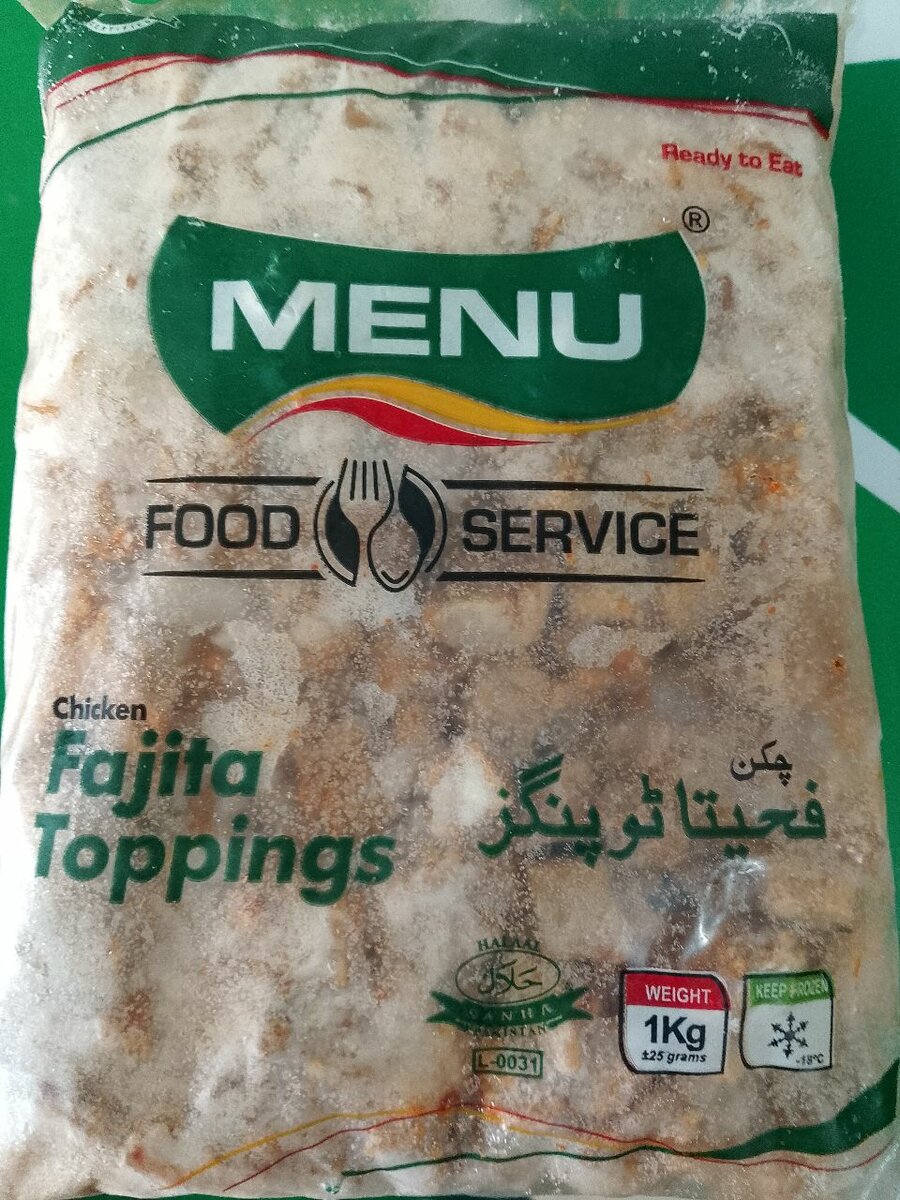 Ready to Eat
MENU ®
FOOD SERVICE
Chicken
Fajita
Toppings
چکن
فحیتا ٹوپنگز
HALAAL
حلال
SANHA
PAKISTAN
L-0031
WEIGHT
1Kg
±25 grams
KEEP FROZEN
-18°C